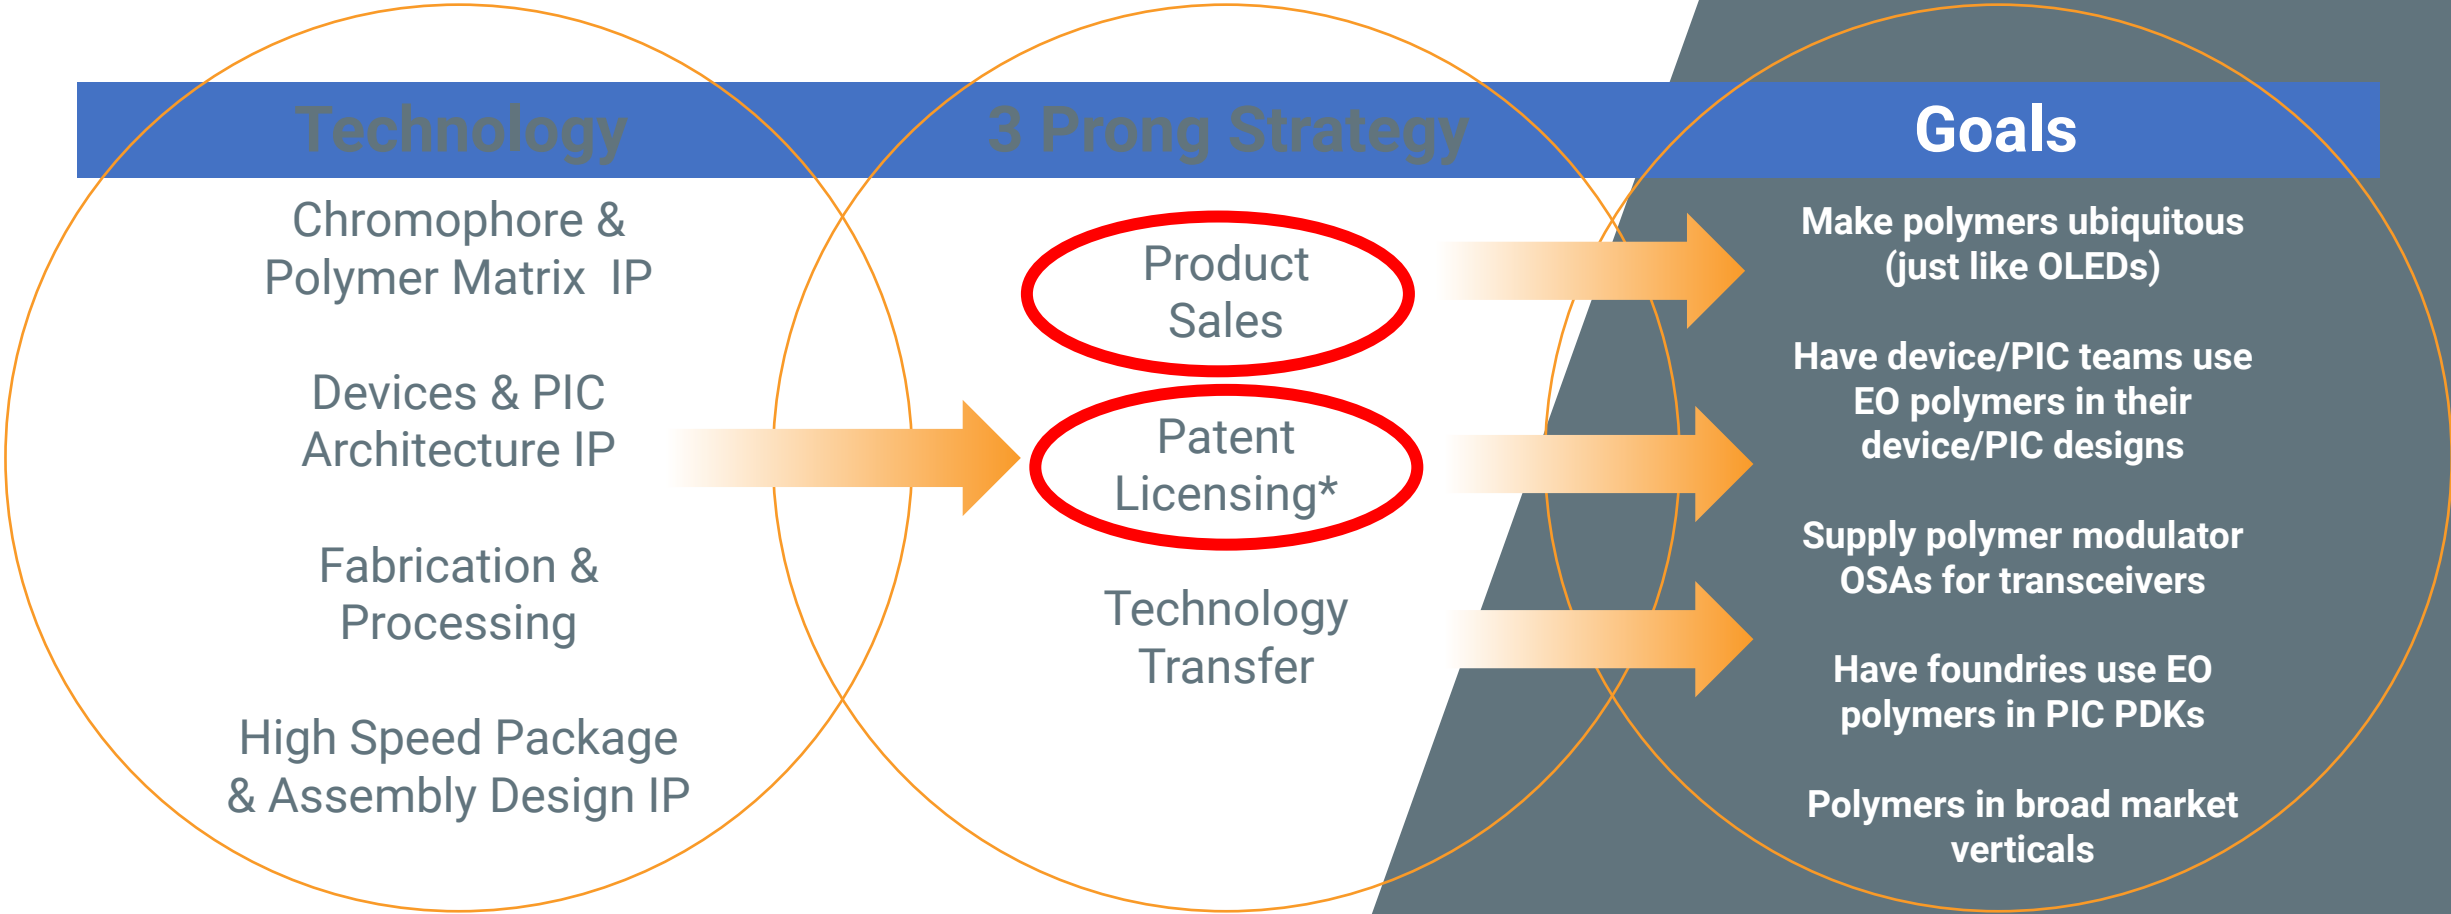 Technology
3 Prong Strategy
Goals
Chromophore &
Polymer Matrix IP
Devices & PIC
Architecture IP
Fabrication &
Processing
High Speed Package
& Assembly Design IP
Product
Sales
Patent
Licensing*
Technology
Transfer
Make polymers ubiquitous
(just like OLEDs)
Have device/PIC teams use
EO polymers in their
device/PIC designs
Supply polymer modulator
OSAs for transceivers
Have foundries use EO
polymers in PIC PDKs
Polymers in broad market
verticals